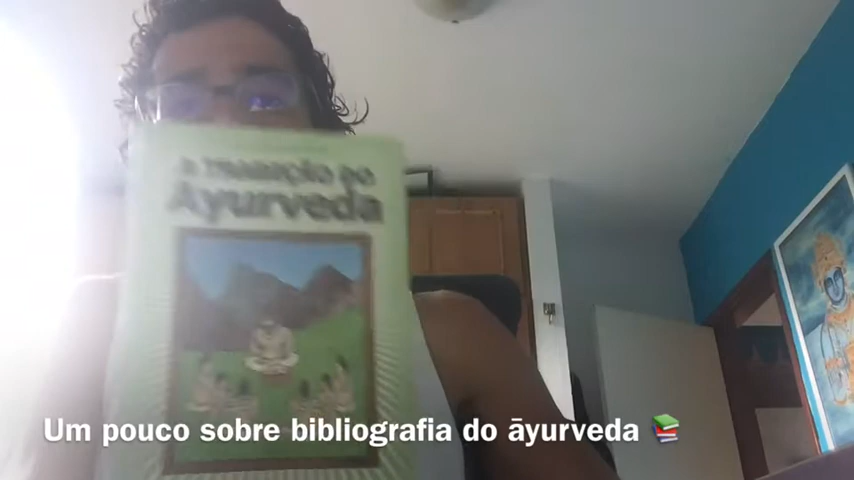 A TRADIÇÃO DO
Ayurveda
Um pouco sobre bibliografia do āyurveda 📚